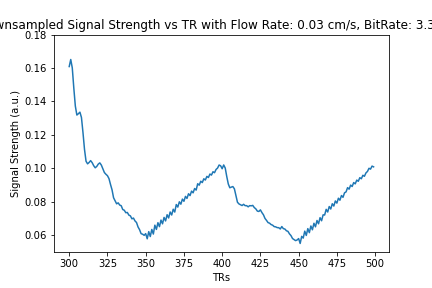 wnsampled Signal Strength vs TR with Flow Rate: 0.03 cm/s, BitRate: 3.3
0.18
0.16
0.14
0.12
0.10
0.08
0.06
Signal Strength (a.u.)
300 325 350 375 400 425 450 475 500
TRs